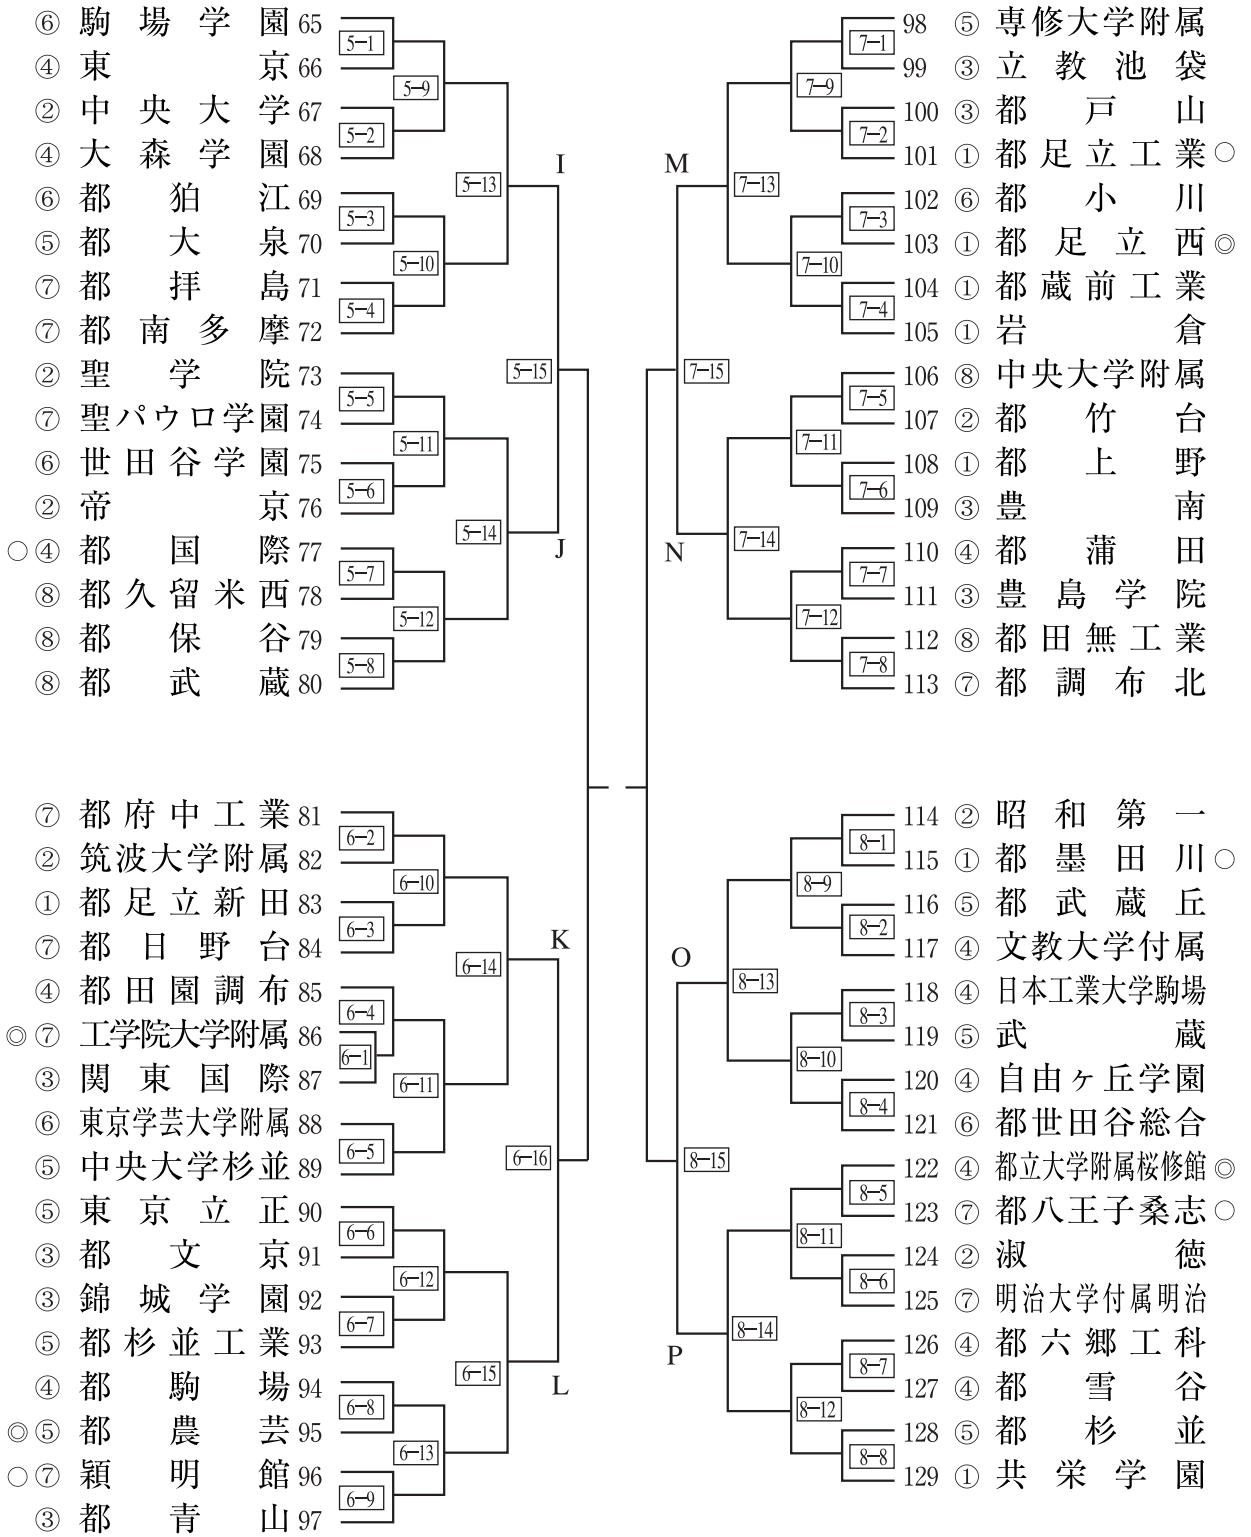 ⑥ 駒場学園 65
④ 東京 66
② 中央大学 67
④ 大森学園 68
⑥ 都狛江 69
⑤ 都大泉 70
⑦ 都拝島 71
⑦ 都南多摩 72
② 聖学院 73
⑦ 聖パウロ学園 74
⑥ 世田谷学園 75
② 帝京 76
○④ 都国際 77
⑧ 都久留米西 78
⑧ 都保谷 79
⑧ 都武蔵 80
5-1
5-2
5-3
5-4
5-5
5-6
5-7
5-8
5-9
5-10
5-11
5-12
5-13
5-14
5-15
I
J
⑦ 都府中工業 81
② 筑波大学附属 82
① 都足立新田 83
⑦ 都日野台 84
④ 都田園調布 85
◎⑦ 工学院大学附属 86
③ 関東国際 87
⑥ 東京学芸大学附属 88
⑤ 中央大学杉並 89
⑤ 東京立正 90
③ 都文京 91
③ 錦城学園 92
⑤ 都杉並工業 93
④ 都駒場 94
◎⑤ 都農芸 95
○⑦ 穎明館 96
③ 都青山 97
6-1
6-2
6-3
6-4
6-5
6-6
6-7
6-8
6-9
6-10
6-11
6-12
6-13
6-14
6-15
6-16
K
L
98 ⑤ 専修大学附属
99 ③ 立教池袋
100 ③ 都戸山
101 ① 都足立工業○
102 ⑥ 都小川
103 ① 都足立西◎
104 ① 都蔵前工業
105 ① 岩倉
106 ⑧ 中央大学附属
107 ② 都竹台
108 ① 都上野
109 ③ 豊南
110 ④ 都蒲田
111 ③ 豊島学院
112 ⑧ 都田無工業
113 ⑦ 都調布北
7-1
7-2
7-3
7-4
7-5
7-6
7-7
7-8
7-9
7-10
7-11
7-12
7-13
7-14
7-15
M
N
114 ② 昭和第一
115 ① 都墨田川○
116 ⑤ 都武蔵丘
117 ④ 文教大学付属
118 ④ 日本工業大学駒場
119 ⑤ 武蔵
120 ④ 自由ヶ丘学園
121 ⑥ 都世田谷総合
122 ④ 都立大学附属桜修館◎
123 ⑦ 都八王子桑志○
124 ② 淑徳
125 ⑦ 明治大学付属明治
126 ④ 都六郷工科
127 ④ 都雪谷
128 ⑤ 都杉並
129 ① 共栄学園
8-1
8-2
8-3
8-4
8-5
8-6
8-7
8-8
8-9
8-10
8-11
8-12
8-13
8-14
8-15
O
P